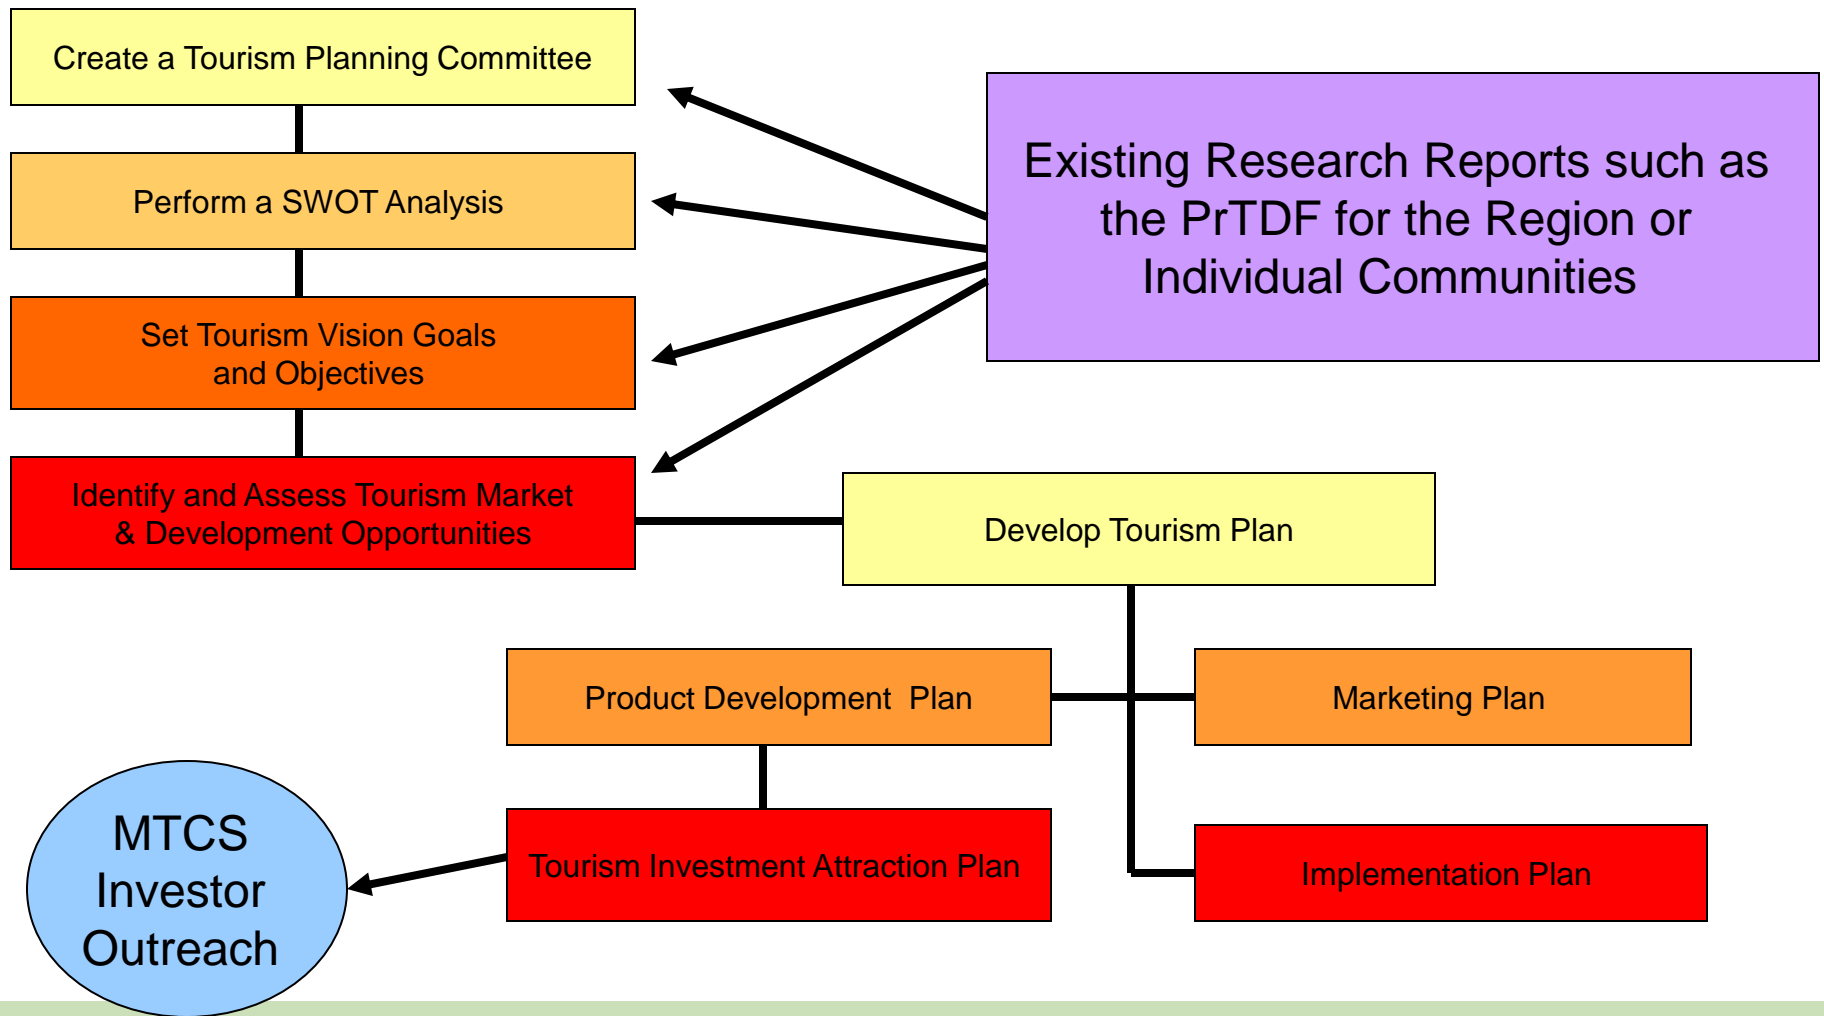 Create a Tourism Planning Committee
Perform a SWOT Analysis
Set Tourism Vision Goals
and Objectives
Identify and Assess Tourism Market
& Development Opportunities
Existing Research Reports such as
the PrTDF for the Region or
Individual Communities
Develop Tourism Plan
Product Development  Plan
Marketing Plan
Tourism Investment Attraction Plan
Implementation Plan
MTCS
Investor
Outreach